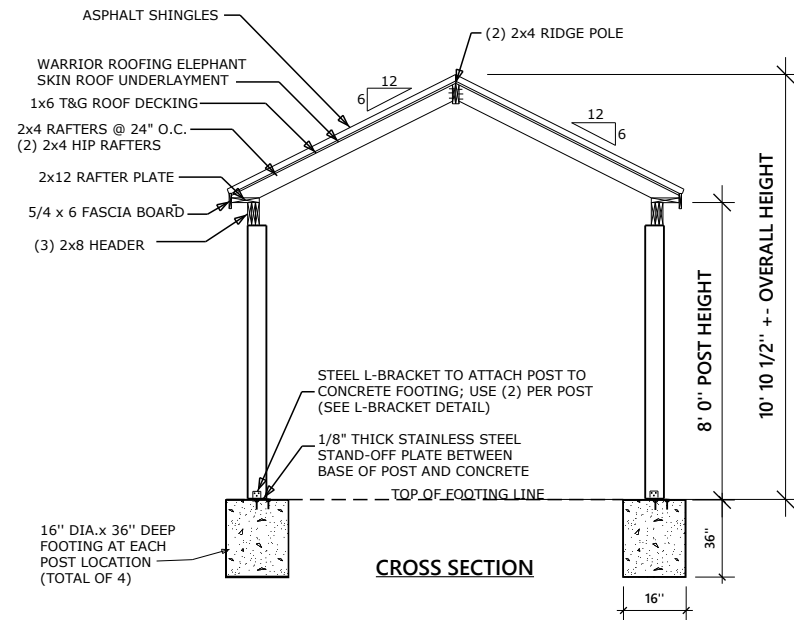 ASPHALT SHINGLES
(2) 2x4 RIDGE POLE
WARRIOR ROOFING ELEPHANT
SKIN ROOF UNDERLAYMENT
12
6
1x6 T&G ROOF DECKING
12
6
2x4 RAFTERS @ 24" O.C.
(2) 2x4 HIP RAFTERS
2x12 RAFTER PLATE
5/4 x 6 FASCIA BOARD
(3) 2x8 HEADER
8' 0" POST HEIGHT
10' 10 1/2" +- OVERALL HEIGHT
STEEL L-BRACKET TO ATTACH POST TO
CONCRETE FOOTING; USE (2) PER POST
(SEE L-BRACKET DETAIL)
1/8" THICK STAINLESS STEEL
STAND-OFF PLATE BETWEEN
BASE OF POST AND CONCRETE
TOP OF FOOTING LINE
16" DIA.x 36" DEEP
FOOTING AT EACH
POST LOCATION
(TOTAL OF 4)
36"
CROSS SECTION
16"